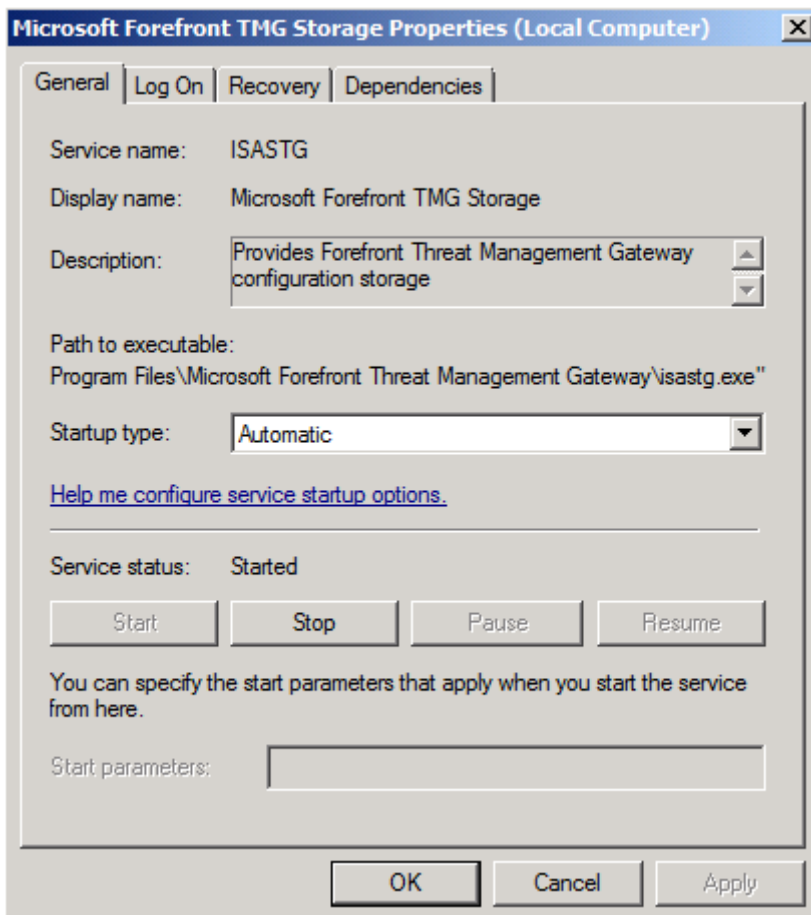 Microsoft Forefront TMG Storage Properties (Local Computer)
General Log On Recovery Dependencies
Service name: ISASTG
Display name: Microsoft Forefront TMG Storage
Description: Provides Forefront Threat Management Gateway
configuration storage
Path to executable:
Program Files\Microsoft Forefront Threat Management Gateway\isastg.exe"
Startup type: Automatic
Help me configure service startup options.
Service status: Started
Start Stop Pause Resume
You can specify the start parameters that apply when you start the service
from here.
Start parameters:
OK Cancel Apply